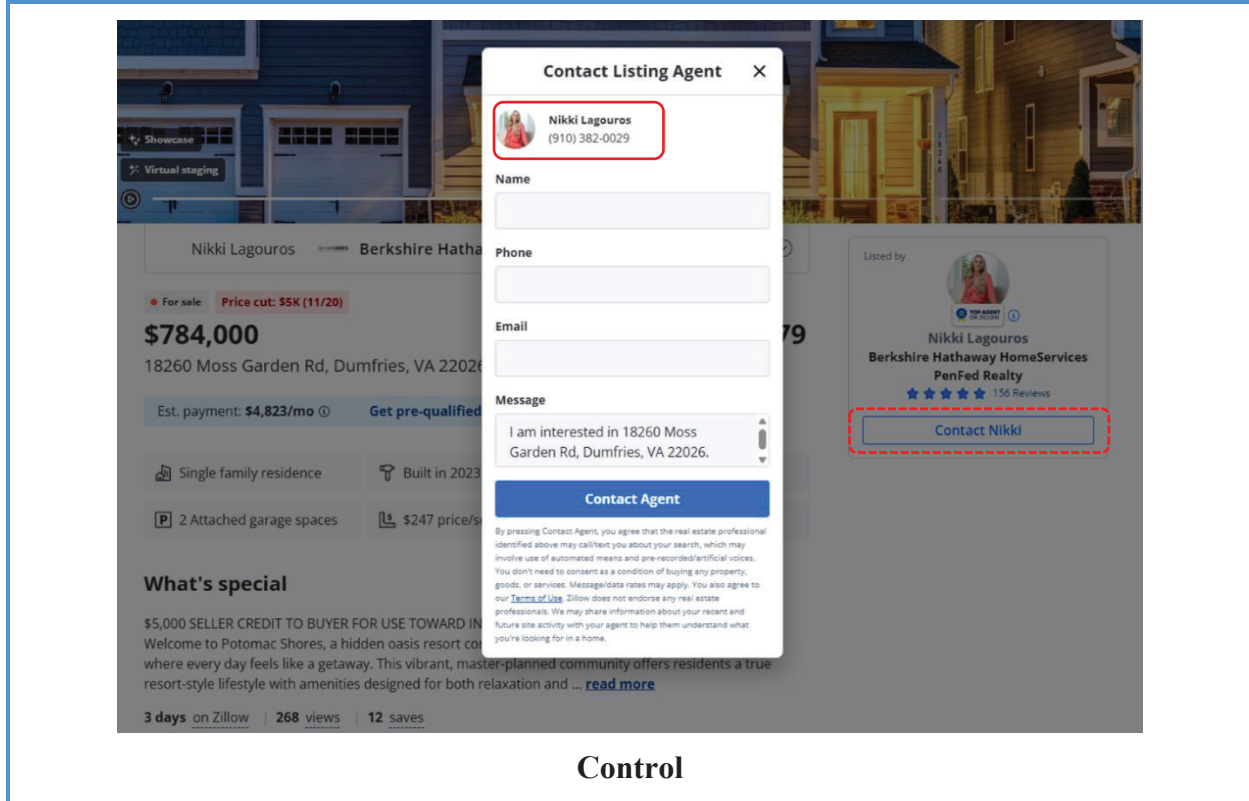 Contact Listing Agent
Nikki Lagouros
(910) 382-0029
Name
Phone
Email
Message
I am interested in 18260 Moss
Garden Rd, Dumfries, VA 22026.
Contact Agent
By pressing Contact Agent, you agree that the real estate professional
identified above may call/text you about your search, which may
involve use of automated means and pre-recorded/artificial voices.
You don't need to consent as a condition of buying any property,
goods, or services. Message/data rates may apply. You also agree to
our Terms of Use. Zillow does not endorse any real estate
professionals. We may share information about your recent and
future site activity with your agent to help them understand what
you're looking for in a home.
Showcase
Virtual staging
18260
Nikki Lagouros Berkshire Hatha
For sale Price cut: $5K (11/20)
$784,000 79
18260 Moss Garden Rd, Dumfries, VA 22026
Est. payment: $4,823/mo Get pre-qualified
Single family residence Built in 2023
P 2 Attached garage spaces $247 price/s
What's special
$5,000 SELLER CREDIT TO BUYER FOR USE TOWARD IN
Welcome to Potomac Shores, a hidden oasis resort co
where every day feels like a getaway. This vibrant, master-planned community offers residents a true
resort-style lifestyle with amenities designed for both relaxation and ... read more
3 days on Zillow | 268 views | 12 saves
Listed by
TOP AGENT
ON ZILLOW
Nikki Lagouros
Berkshire Hathaway HomeServices
PenFed Realty
156 Reviews
Contact Nikki
Control